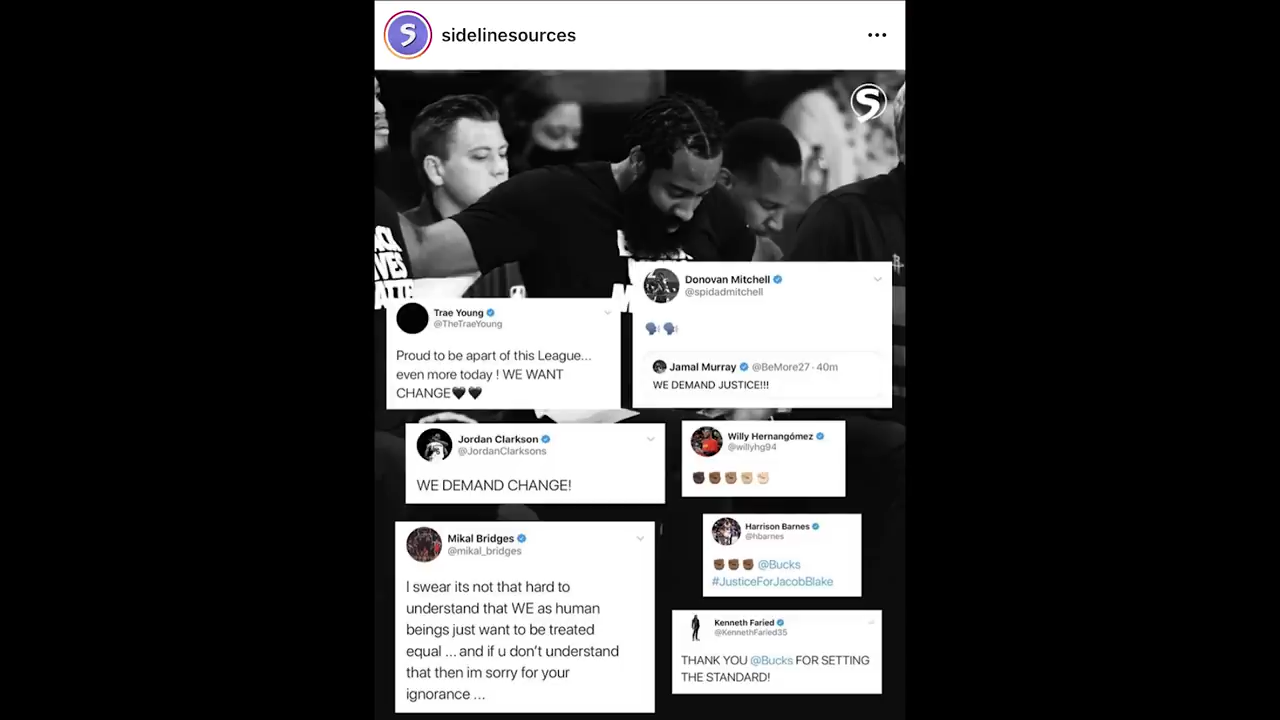 sidelinesources
S
LIVES
Trae Young
@TheTraeYoung
Proud to be apart of this League...
even more today ! WE WANT
CHANGE🖤🖤
Donovan Mitchell
@spidadmitchell
🗣🗣
Jamal Murray @BeMore27 · 40m
WE DEMAND JUSTICE!!!
Jordan Clarkson
@JordanClarksons
WE DEMAND CHANGE!
Willy Hernangómez
@willyhg94
✊🏿✊🏾✊🏽✊🏼✊🏻
Mikal Bridges
@mikal_bridges
I swear its not that hard to
understand that WE as human
beings just want to be treated
equal ... and if u don’t understand
that then im sorry for your
ignorance ...
Harrison Barnes
@hbarnes
✊🏾✊🏾✊🏾 @Bucks
#JusticeForJacobBlake
Kenneth Faried
@KennethFaried35
THANK YOU @Bucks FOR SETTING
THE STANDARD!